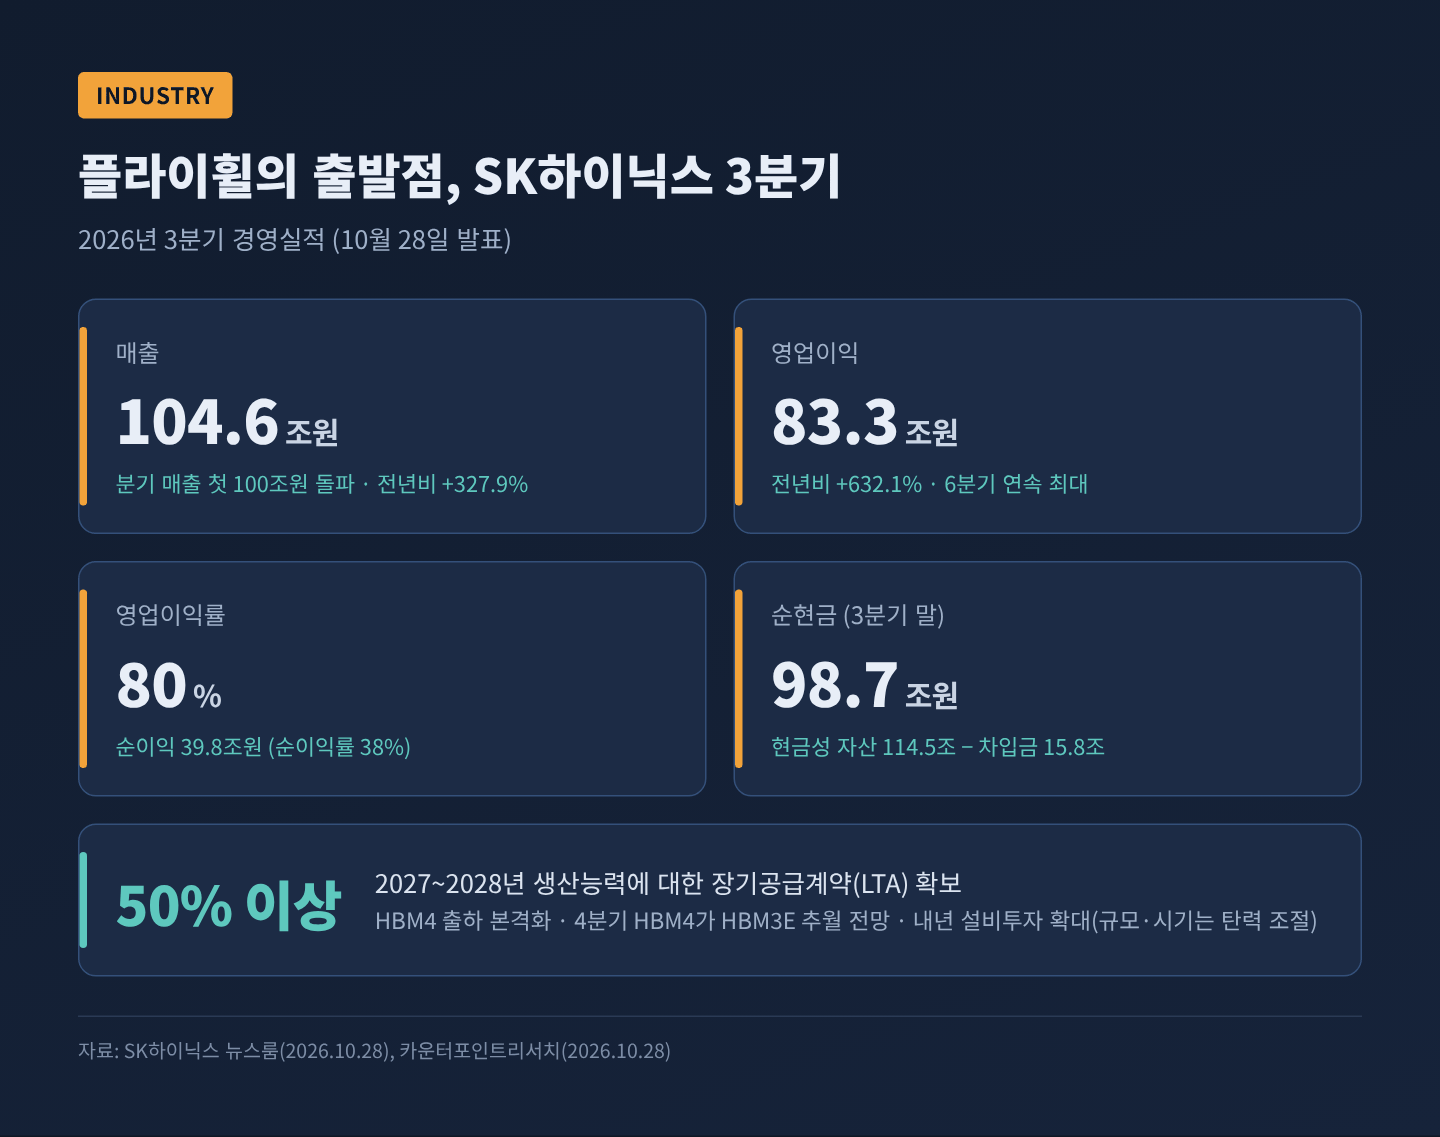 INDUSTRY
플라이휠의 출발점, SK하이닉스 3분기
2026년 3분기 경영실적 (10월 28일 발표)
매출
104.6 조원
분기 매출 첫 100조원 돌파 · 전년비 +327.9%
영업이익
83.3 조원
전년비 +632.1% · 6분기 연속 최대
영업이익률
80 %
순이익 39.8조원 (순이익률 38%)
순현금 (3분기 말)
98.7 조원
현금성 자산 114.5조 − 차입금 15.8조
50% 이상
2027~2028년 생산능력에 대한 장기공급계약(LTA) 확보
HBM4 출하 본격화 · 4분기 HBM4가 HBM3E 추월 전망 · 내년 설비투자 확대(규모·시기는 탄력 조절)
자료: SK하이닉스 뉴스룸(2026.10.28), 카운터포인트리서치(2026.10.28)